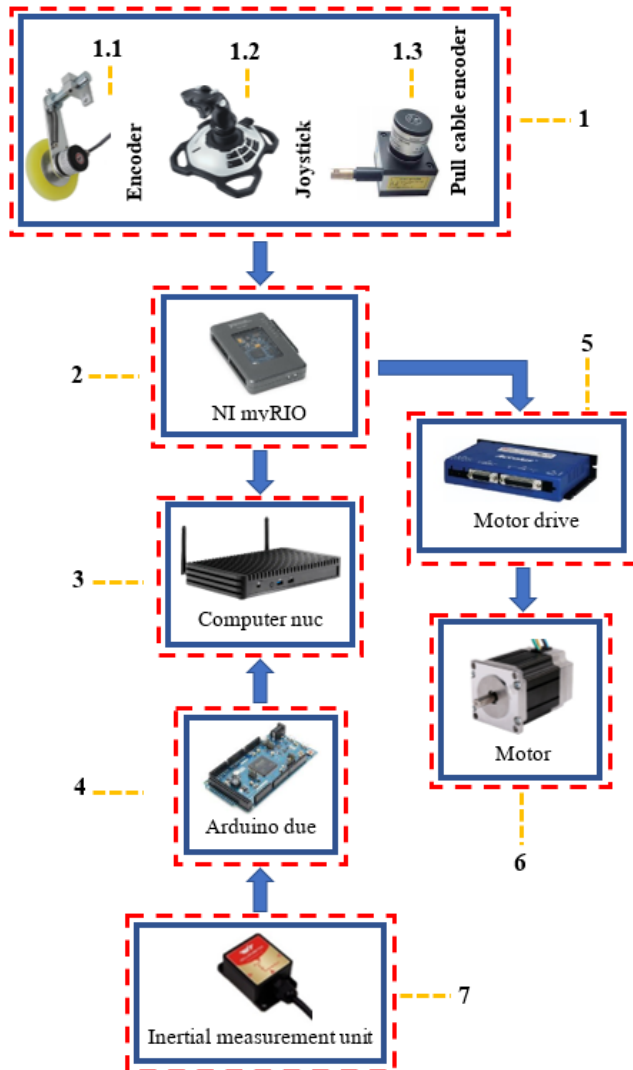 1.1
1.2
1.3
Encoder
Joystick
Pull cable encoder
1
2
NI myRIO
5
Motor drive
3
Computer nuc
Motor
6
4
Arduino due
7
Inertial measurement unit